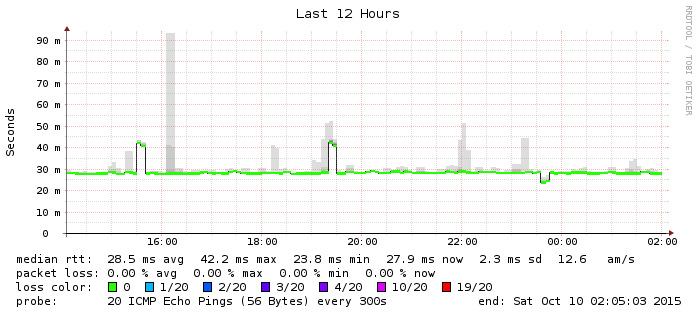 Last 12 Hours
RRDTOOL / TOBI OETIKER
Seconds
90 m
80 m
70 m
60 m
50 m
40 m
30 m
20 m
10 m
0
16:00 18:00 20:00 22:00 00:00 02:00
median rtt: 28.5 ms avg 42.2 ms max 23.8 ms min 27.9 ms now 2.3 ms sd 12.6 am/s
packet loss: 0.00 % avg 0.00 % max 0.00 % min 0.00 % now
loss color: 0 1/20 2/20 3/20 4/20 10/20 19/20
probe: 20 ICMP Echo Pings (56 Bytes) every 300s end: Sat Oct 10 02:05:03 2015